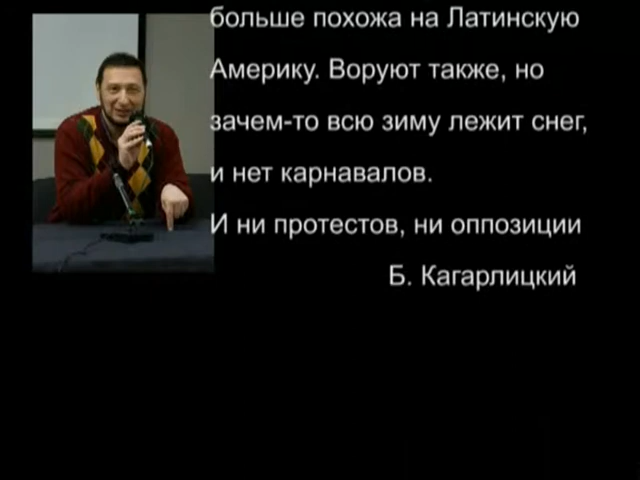 больше похожа на Латинскую
Америку. Воруют также, но
зачем-то всю зиму лежит снег,
и нет карнавалов.
И ни протестов, ни оппозиции
Б. Кагарлицкий